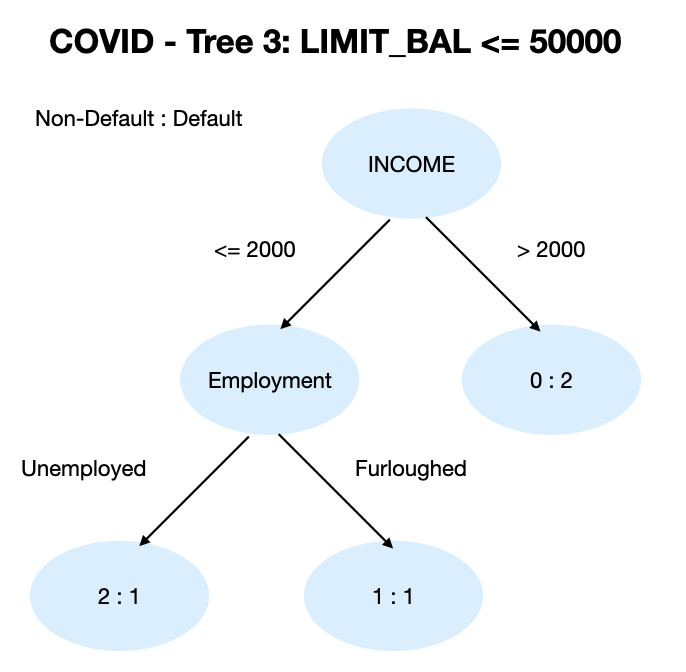 COVID - Tree 3: LIMIT_BAL <= 50000
Non-Default : Default
INCOME
<= 2000
> 2000
Employment
0 : 2
Unemployed
Furloughed
2 : 1
1 : 1